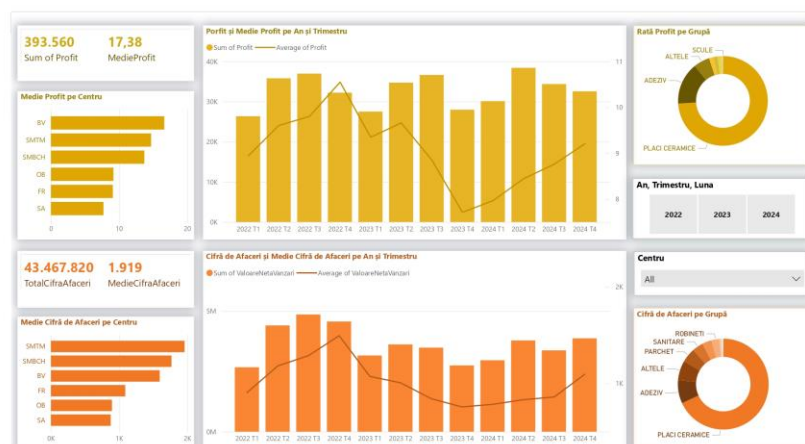 393.560
17,38
Sum of Profit
MedieProfit
Medie Profit pe Centru
BV
SMTM
SMBCH
OB
FR
SA
0
10
20
Porfit și Medie Profit pe An și Trimestru
Sum of Profit
Average of Profit
40K
30K
20K
10K
0K
11
10
9
8
2022 T1
2022 T2
2022 T3
2022 T4
2023 T1
2023 T2
2023 T3
2023 T4
2024 T1
2024 T2
2024 T3
2024 T4
Rată Profit pe Grupă
SCULE
ALTELE
ADEZIV
PLACI CERAMICE
An, Trimestru, Luna
2022
2023
2024
43.467.820
1.919
TotalCifraAfaceri
MedieCifraAfaceri
Medie Cifră de Afaceri pe Centru
SMTM
SMBCH
BV
FR
OB
SA
0K
1K
2K
Cifră de Afaceri și Medie Cifră de Afaceri pe An și Trimestru
Sum of ValoareNetaVanzari
Average of ValoareNetaVanzari
5M
0M
2K
1K
2022 T1
2022 T2
2022 T3
2022 T4
2023 T1
2023 T2
2023 T3
2023 T4
2024 T1
2024 T2
2024 T3
2024 T4
Centru
All
Cifră de Afaceri pe Grupă
ROBINETI
SANITARE
PARCHET
ALTELE
ADEZIV
PLACI CERAMICE